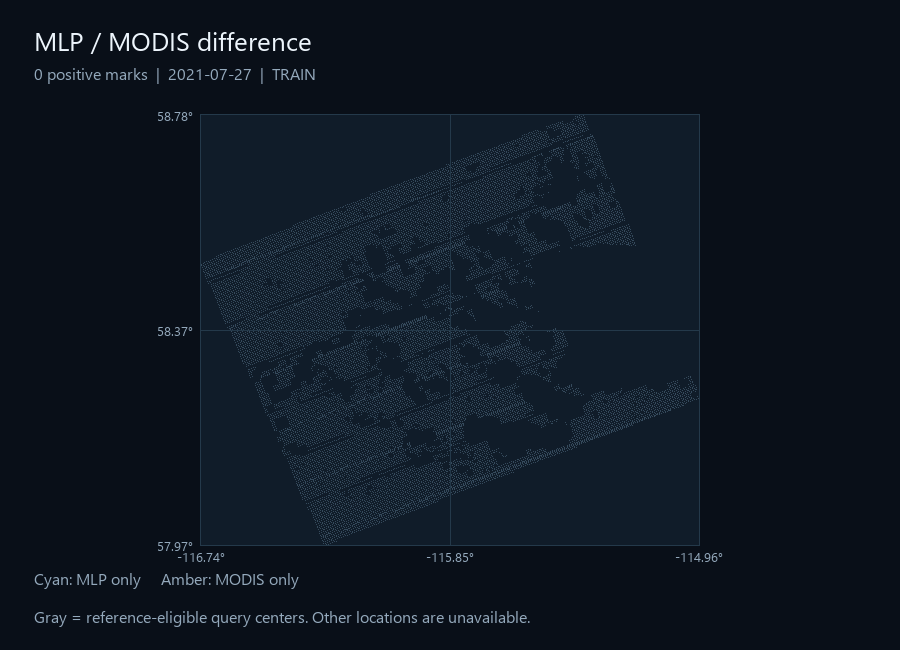 MLP / MODIS difference
0 positive marks | 2021-07-27 | TRAIN
58.78°
58.37°
57.97°
-116.74° -115.85° -114.96°
Cyan: MLP only Amber: MODIS only
Gray = reference-eligible query centers. Other locations are unavailable.